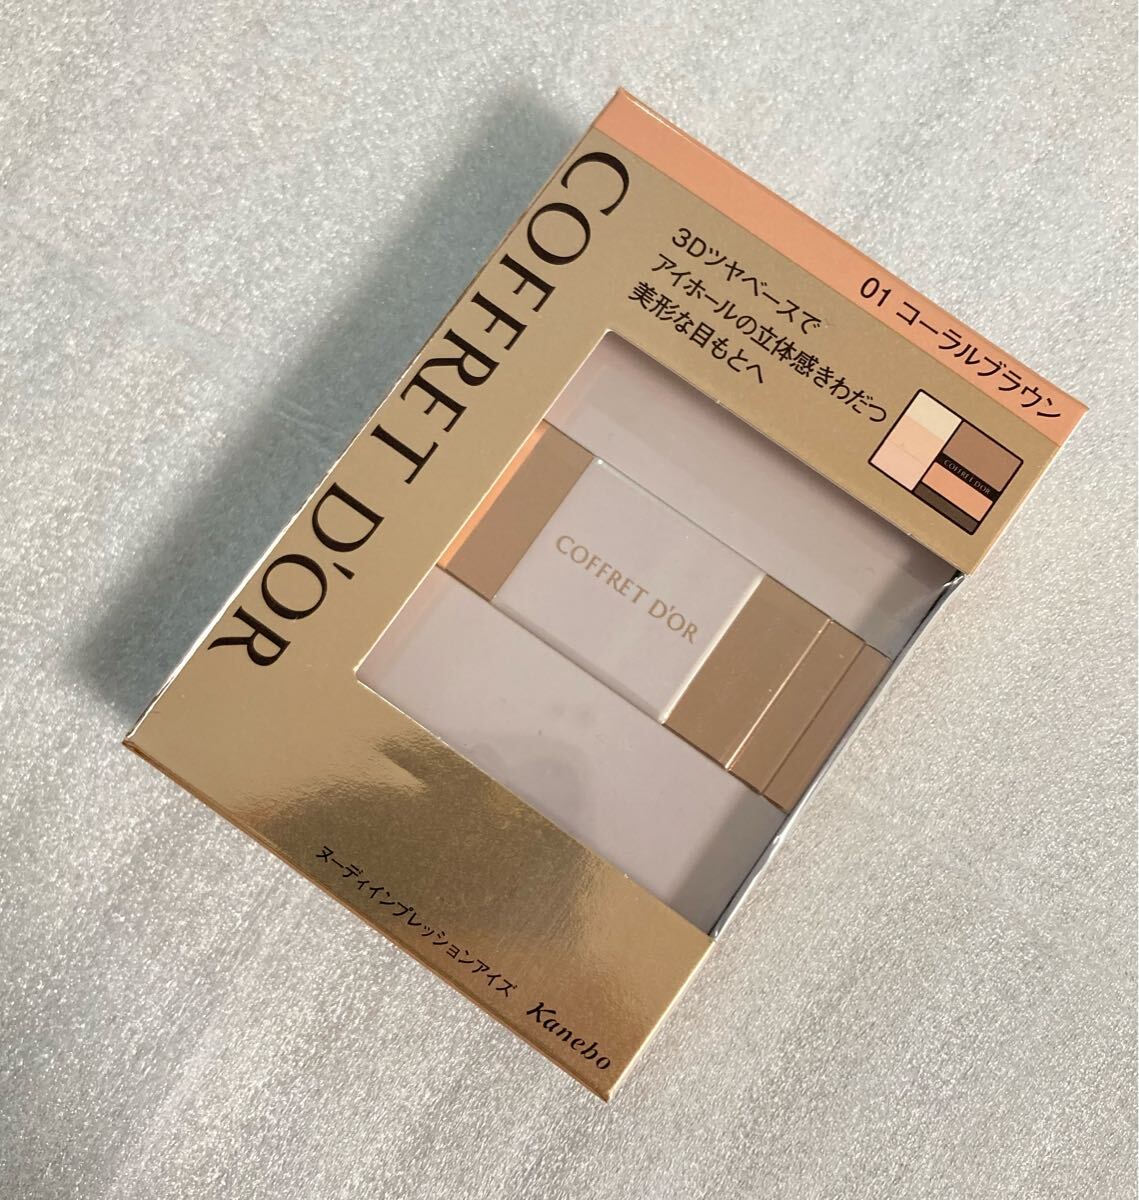 01 コーラルブラウン
3Dツヤベースで
アイホールの立体感きわだつ
美形な目もとへ
COFFRET D'OR
COFFRET D'OR
COFFRET D'OR
ヌーディインプレッションアイズ
Kanebo